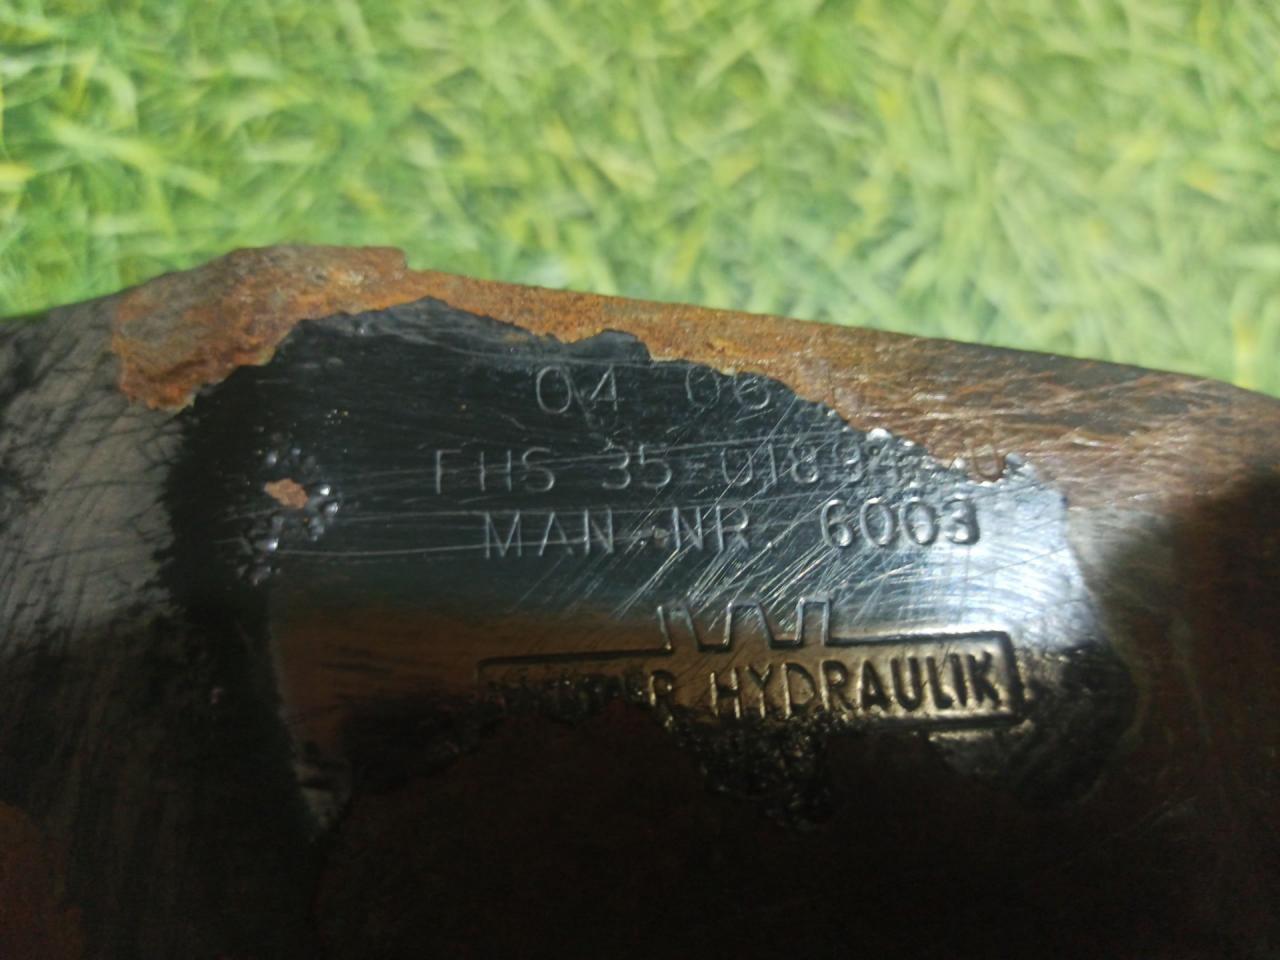 04 06
FHS 35
MAN.-NR. 6003
HYDRAULIK